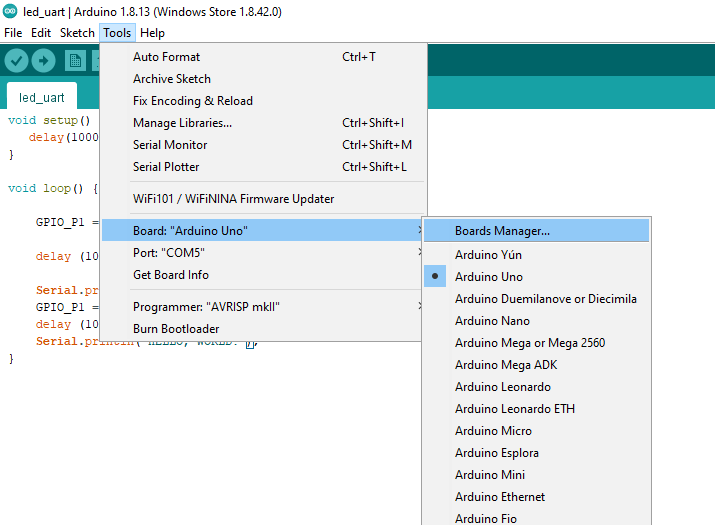 led_uart | Arduino 1.8.13 (Windows Store 1.8.42.0)
File Edit Sketch Tools Help
Auto Format Ctrl+T
Archive Sketch
Fix Encoding & Reload
Manage Libraries... Ctrl+Shift+I
Serial Monitor Ctrl+Shift+M
Serial Plotter Ctrl+Shift+L
WiFi101 / WiFiNINA Firmware Updater
Board: "Arduino Uno"
Port: "COM5"
Get Board Info
Programmer: "AVRISP mkII"
Burn Bootloader
Boards Manager...
Arduino Yún
Arduino Uno
Arduino Duemilanove or Diecimila
Arduino Nano
Arduino Mega or Mega 2560
Arduino Mega ADK
Arduino Leonardo
Arduino Leonardo ETH
Arduino Micro
Arduino Esplora
Arduino Mini
Arduino Ethernet
Arduino Fio
led_uart
void setup()
delay(1000
}
void loop() {
GPIO_P1 =
delay (10
Serial.pr
GPIO_P1 =
delay (10
Serial.println(
}